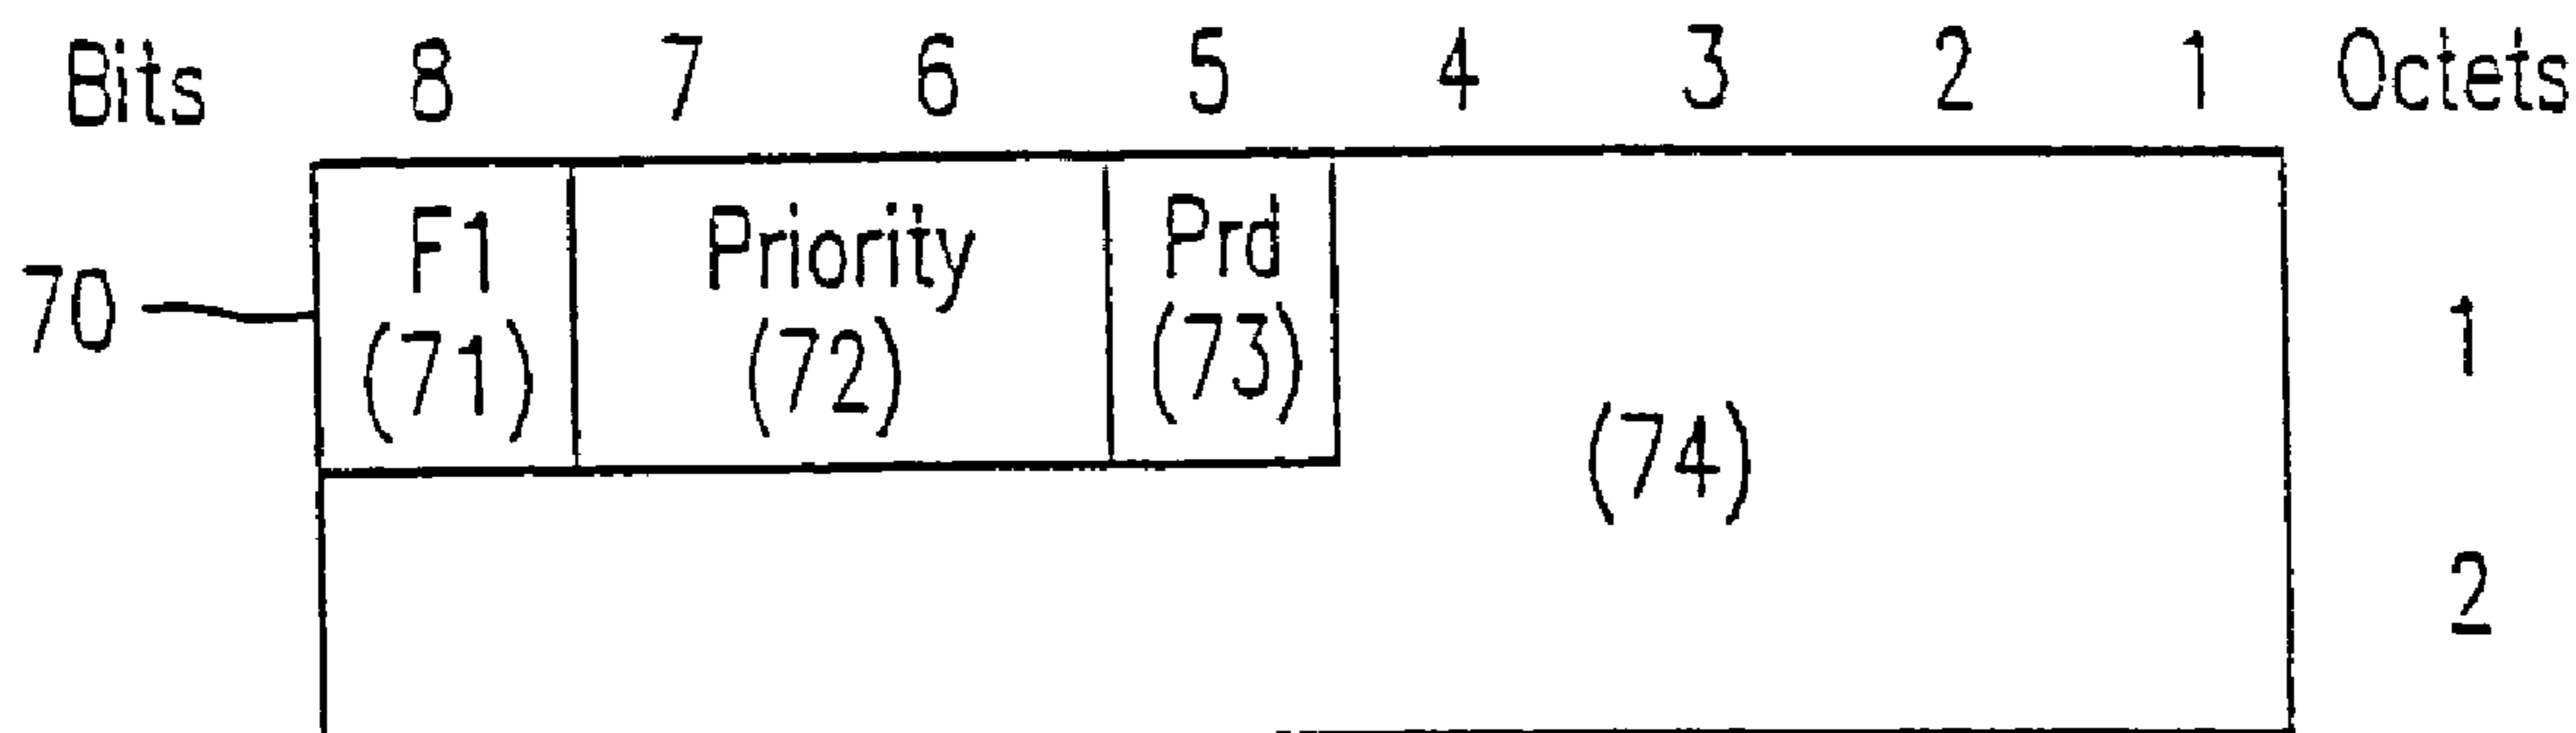 Bits 8 7 6 5 4 3 2 1 Octets
F1 Priority Prd
70 (71) (72) (73) 1
(74)
2